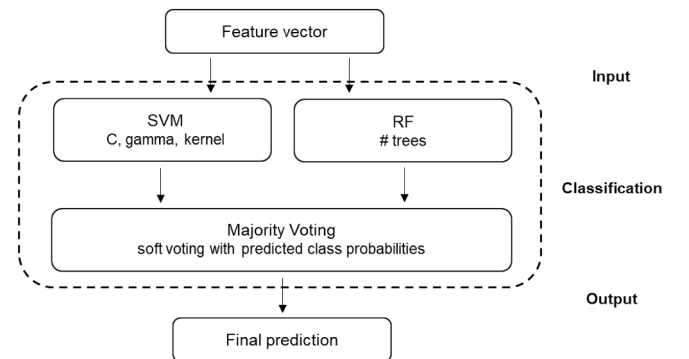 Feature vector
Input
SVM
C, gamma, kernel
RF
# trees
Classification
Majority Voting
soft voting with predicted class probabilities
Output
Final prediction